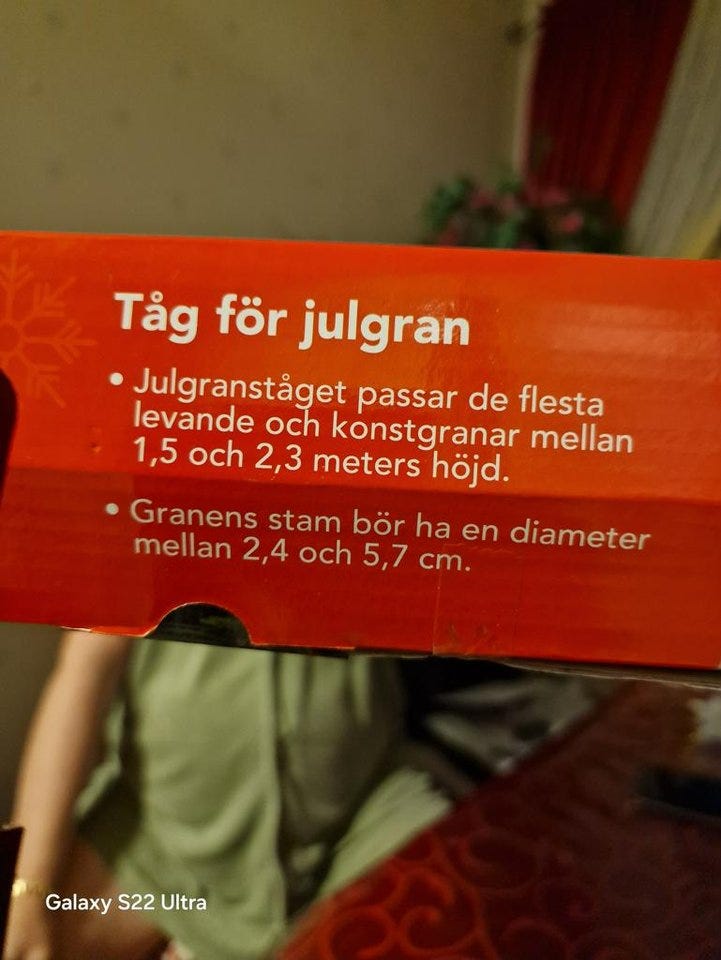 Tåg för julgran
• Julgranståget passar de flesta
levande och konstgranar mellan
1,5 och 2,3 meters höjd.
• Granens stam bör ha en diameter
mellan 2,4 och 5,7 cm.
Galaxy S22 Ultra